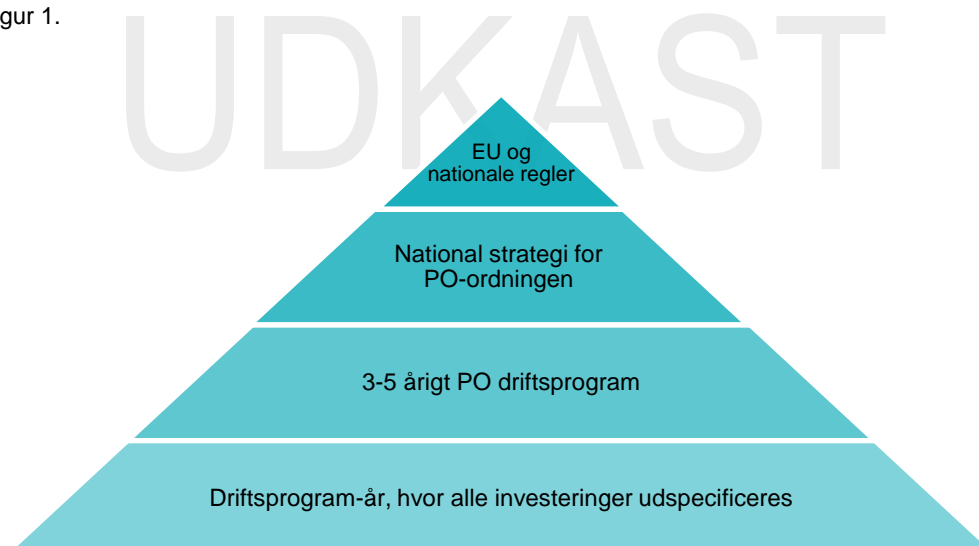 gur 1.
UDKAST
EU og
nationale regler
National strategi for
PO-ordningen
3-5 årigt PO driftsprogram
Driftsprogram-år, hvor alle investeringer udspecificeres